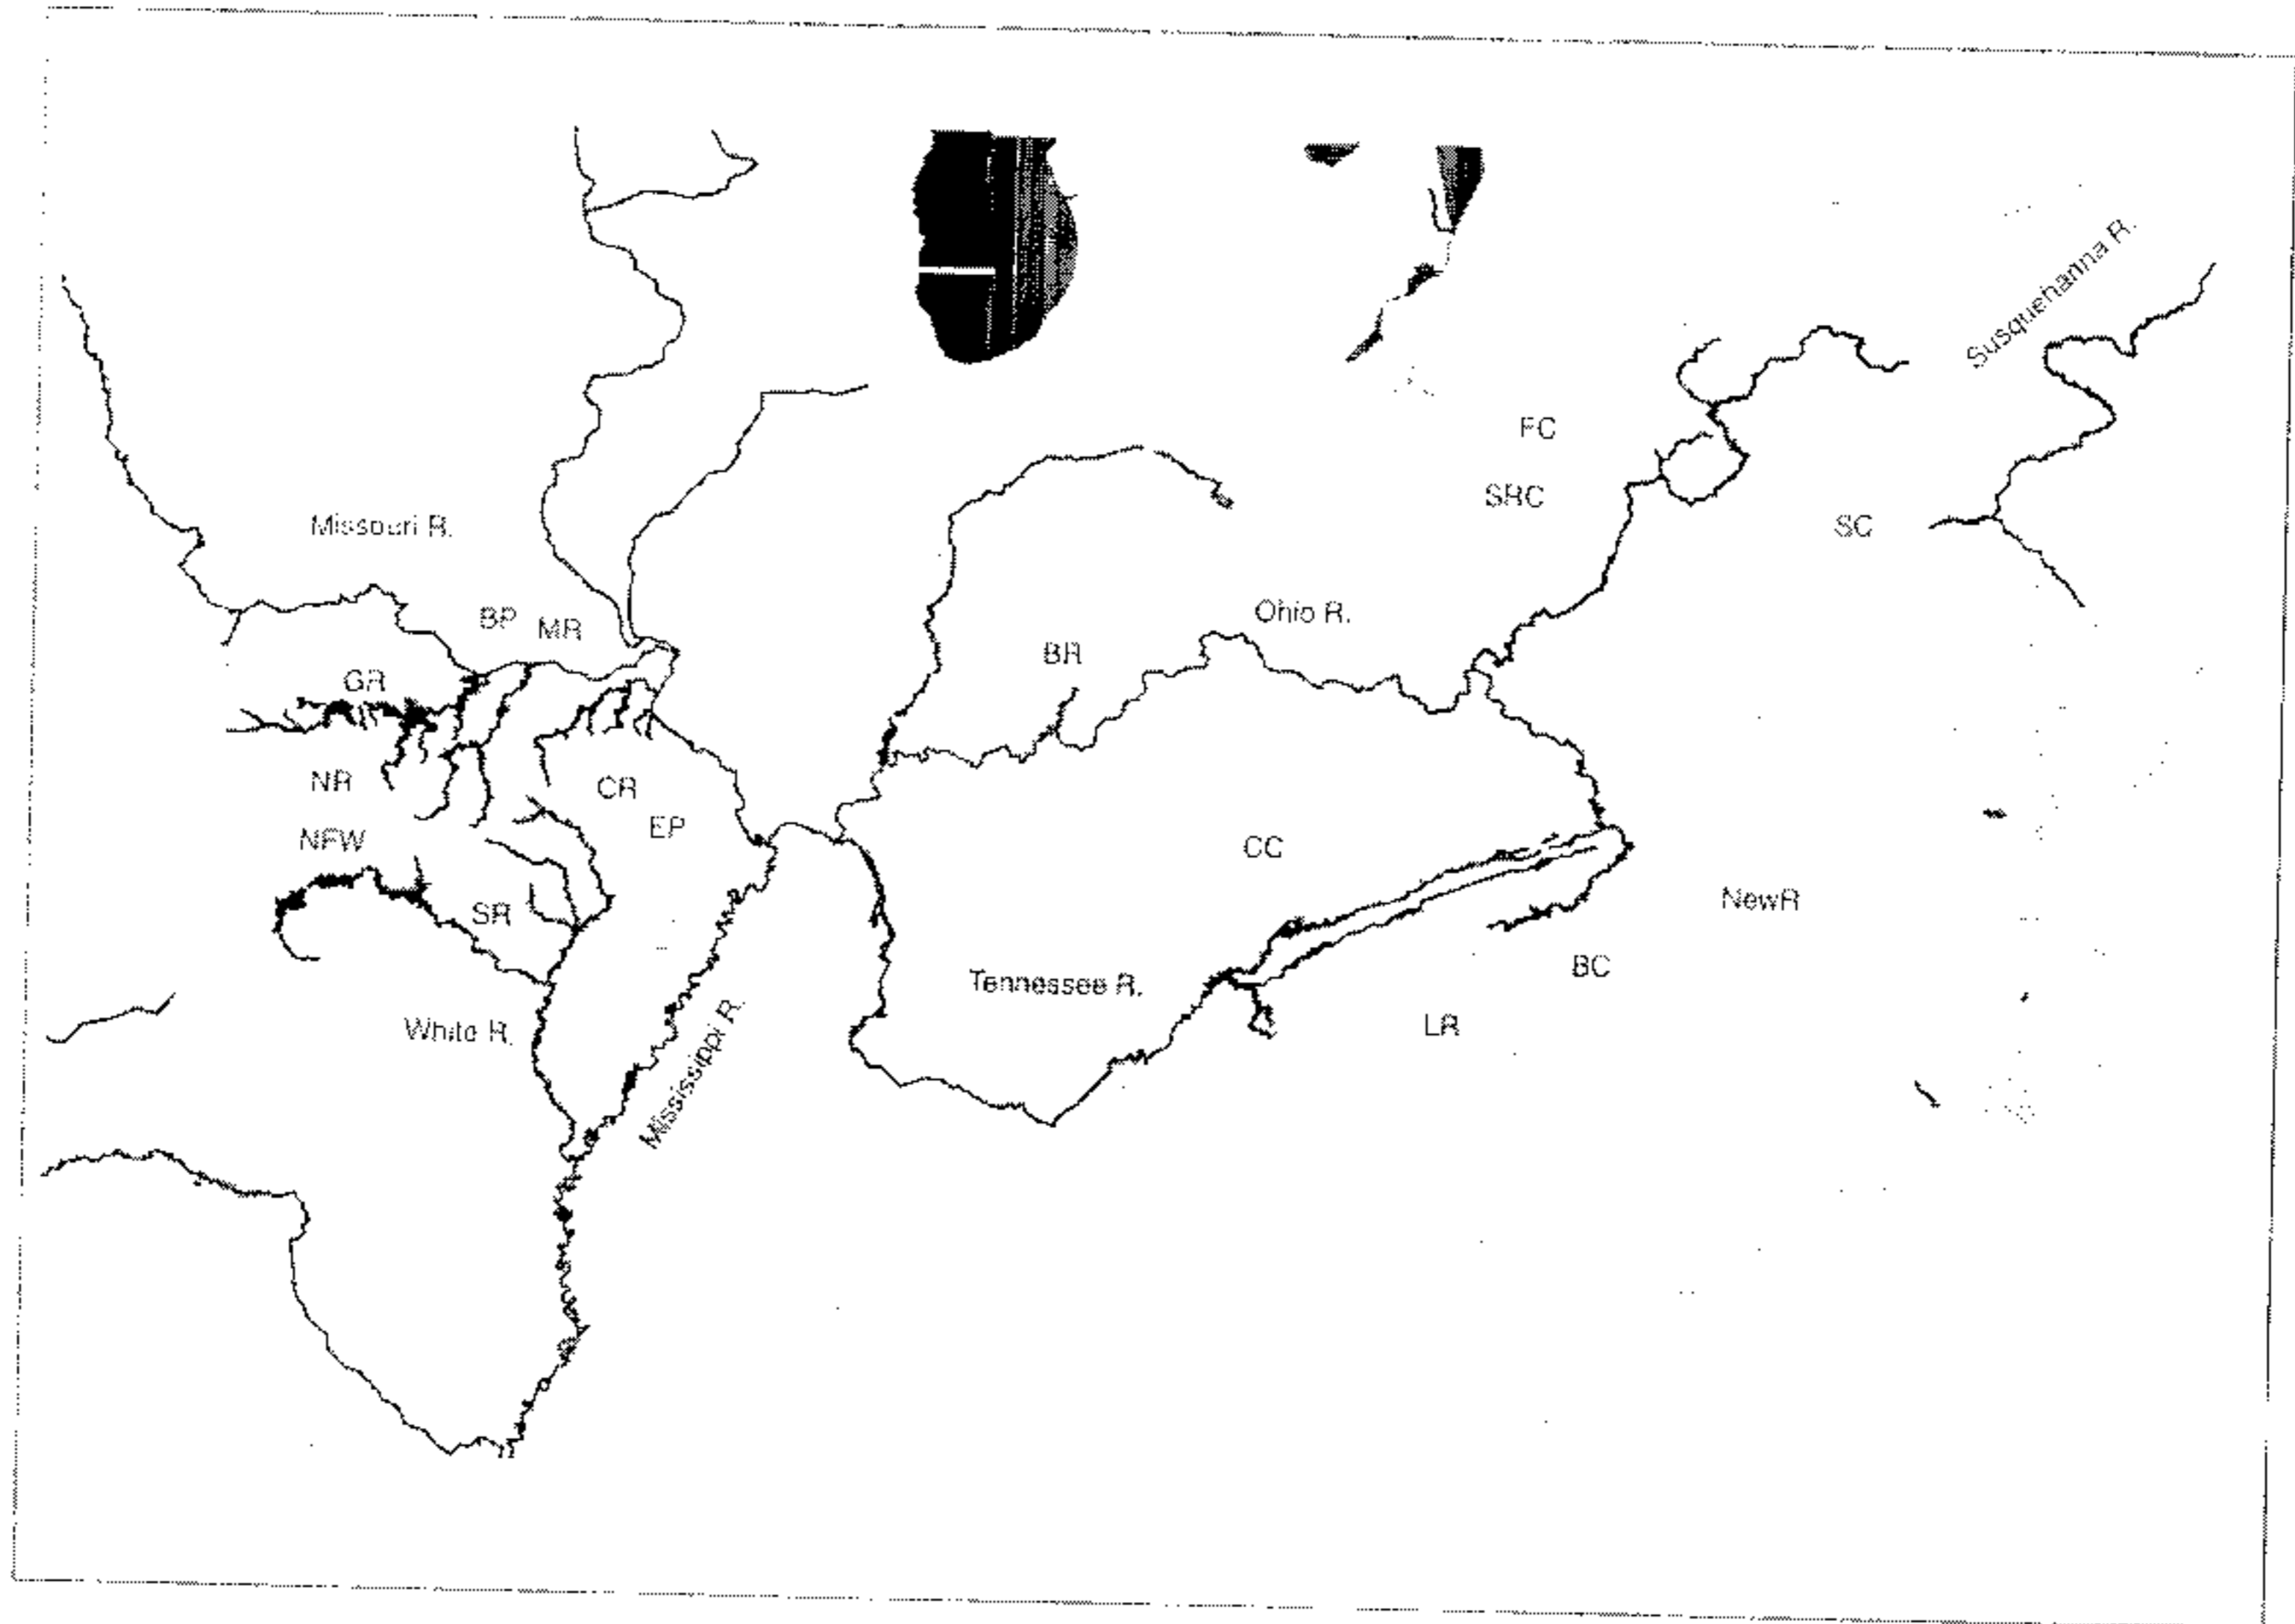 Susquehanna R.
FC
SRC
SC
Missouri R.
BP
MR
Ohio R.
BR
GR
NR
CR
EP
NFW
CC
NewR
SR
BC
Tennessee R.
LR
White R.
Mississippi R.